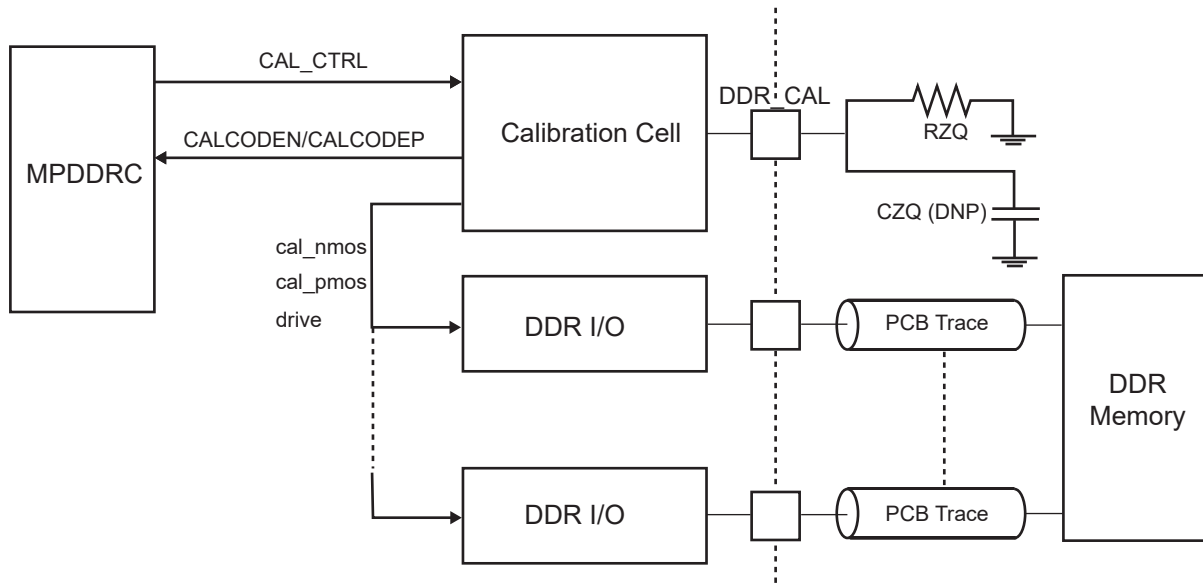 CAL_CTRL
DDR_CAL
CALCODEN/CALCODEP
Calibration Cell
RZQ
MPDDRC
CZQ (DNP)
cal_nmos
cal_pmos
drive
DDR I/O
PCB Trace
DDR
Memory
DDR I/O
PCB Trace